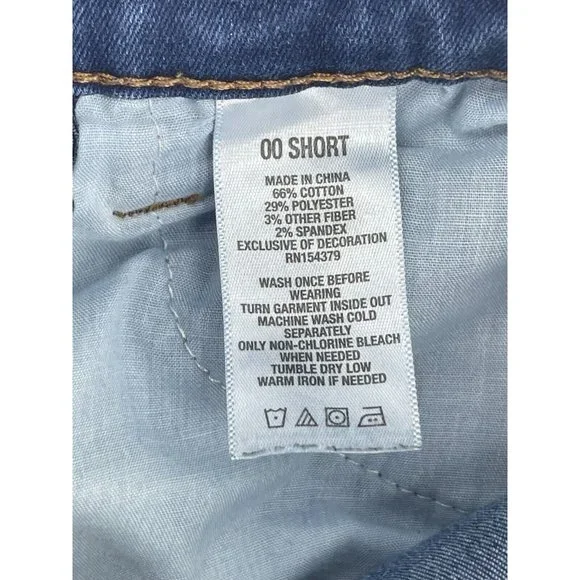 00 SHORT
MADE IN CHINA
66% COTTON
29% POLYESTER
3% OTHER FIBER
2% SPANDEX
EXCLUSIVE OF DECORATION
RN154379
WASH ONCE BEFORE
WEARING
TURN GARMENT INSIDE OUT
MACHINE WASH COLD
SEPARATELY
ONLY NON-CHLORINE BLEACH
WHEN NEEDED
TUMBLE DRY LOW
WARM IRON IF NEEDED